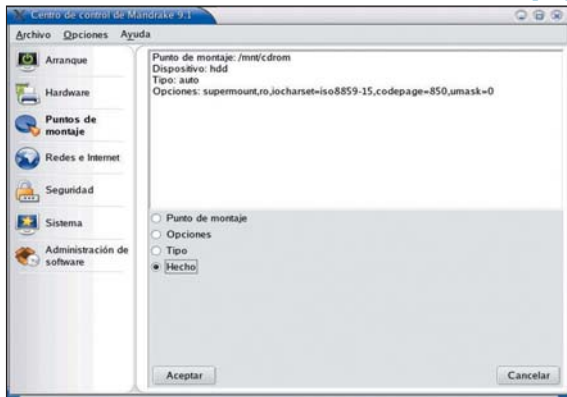 Centro de control de Mandrake 9.1
Archivo Opciones Ayuda
Arranque
Hardware
Puntos de
montaje
Redes e Internet
Seguridad
Sistema
Administración de
software
Punto de montaje: /mnt/cdrom
Dispositivo: hdd
Tipo: auto
Opciones: supermount,ro,iocharset=iso8859-15,codepage=850,umask=0
Punto de montaje
Opciones
Tipo
Hecho
Aceptar
Cancelar